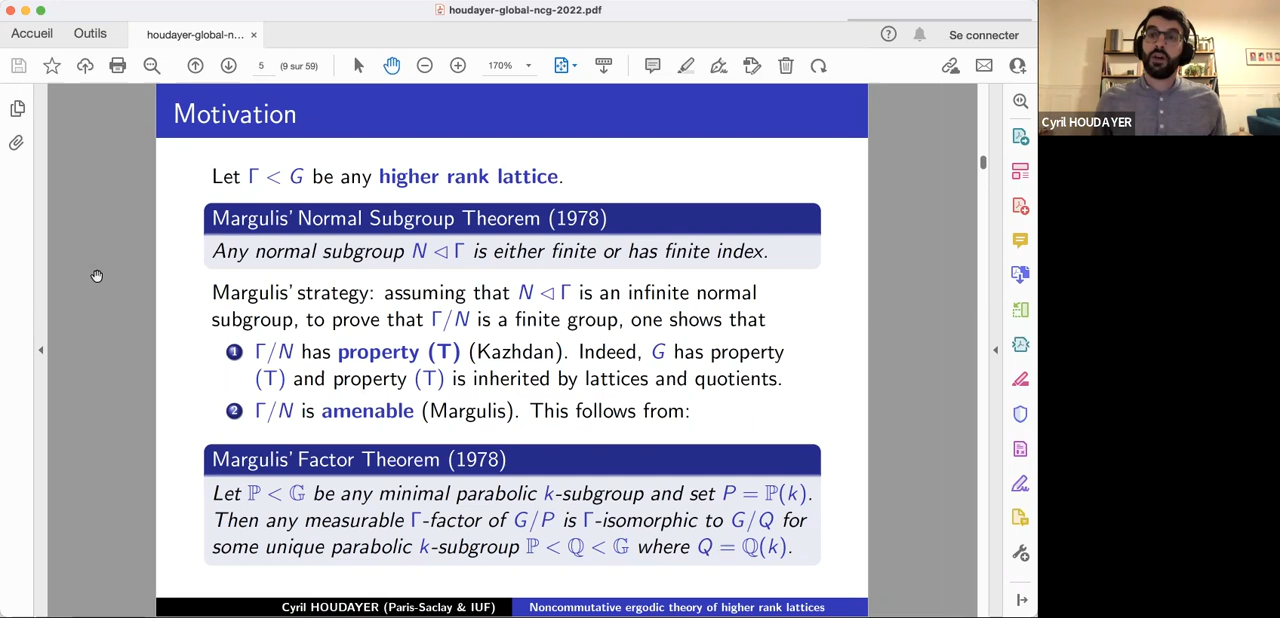 houdayer-global-ncg-2022.pdf
Accueil Outils houdayer-global-n... × Se connecter
5 (9 sur 59) 170%
Cyril HOUDAYER
Motivation
Let Γ < G be any higher rank lattice.
Margulis' Normal Subgroup Theorem (1978)
Any normal subgroup N ◁ Γ is either finite or has finite index.
Margulis' strategy: assuming that N ◁ Γ is an infinite normal
subgroup, to prove that Γ/N is a finite group, one shows that
1 Γ/N has property (T) (Kazhdan). Indeed, G has property
(T) and property (T) is inherited by lattices and quotients.
2 Γ/N is amenable (Margulis). This follows from:
Margulis' Factor Theorem (1978)
Let ℙ < 𝔾 be any minimal parabolic k-subgroup and set P = ℙ(k).
Then any measurable Γ-factor of G/P is Γ-isomorphic to G/Q for
some unique parabolic k-subgroup ℙ < ℚ < 𝔾 where Q = ℚ(k).
Cyril HOUDAYER (Paris-Saclay & IUF) Noncommutative ergodic theory of higher rank lattices